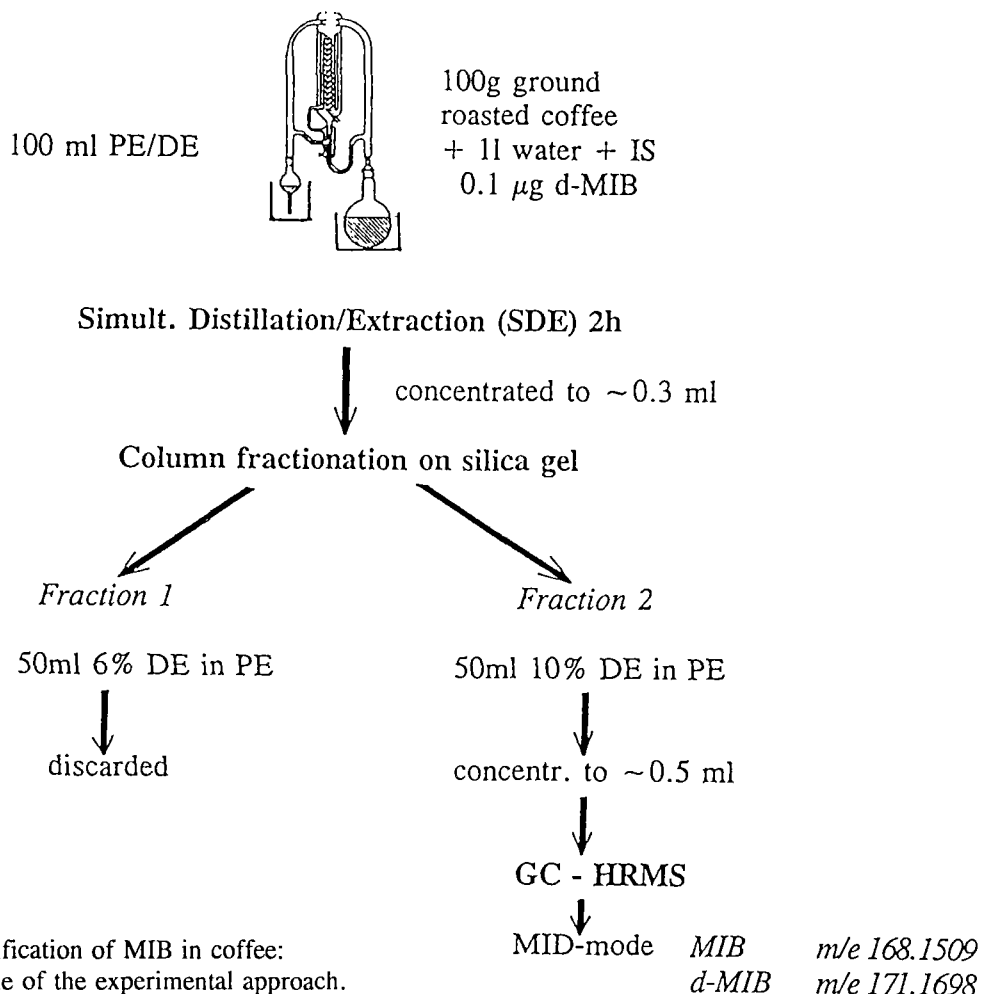 100 ml PE/DE
100g ground
roasted coffee
+ 1l water + IS
0.1 μg d-MIB
Simult. Distillation/Extraction (SDE) 2h
concentrated to ~0.3 ml
Column fractionation on silica gel
Fraction 1
Fraction 2
50ml 6% DE in PE
50ml 10% DE in PE
discarded
concentr. to ~0.5 ml
GC - HRMS
MID-mode MIB m/e 168.1509
d-MIB m/e 171.1698
ification of MIB in coffee:
e of the experimental approach.